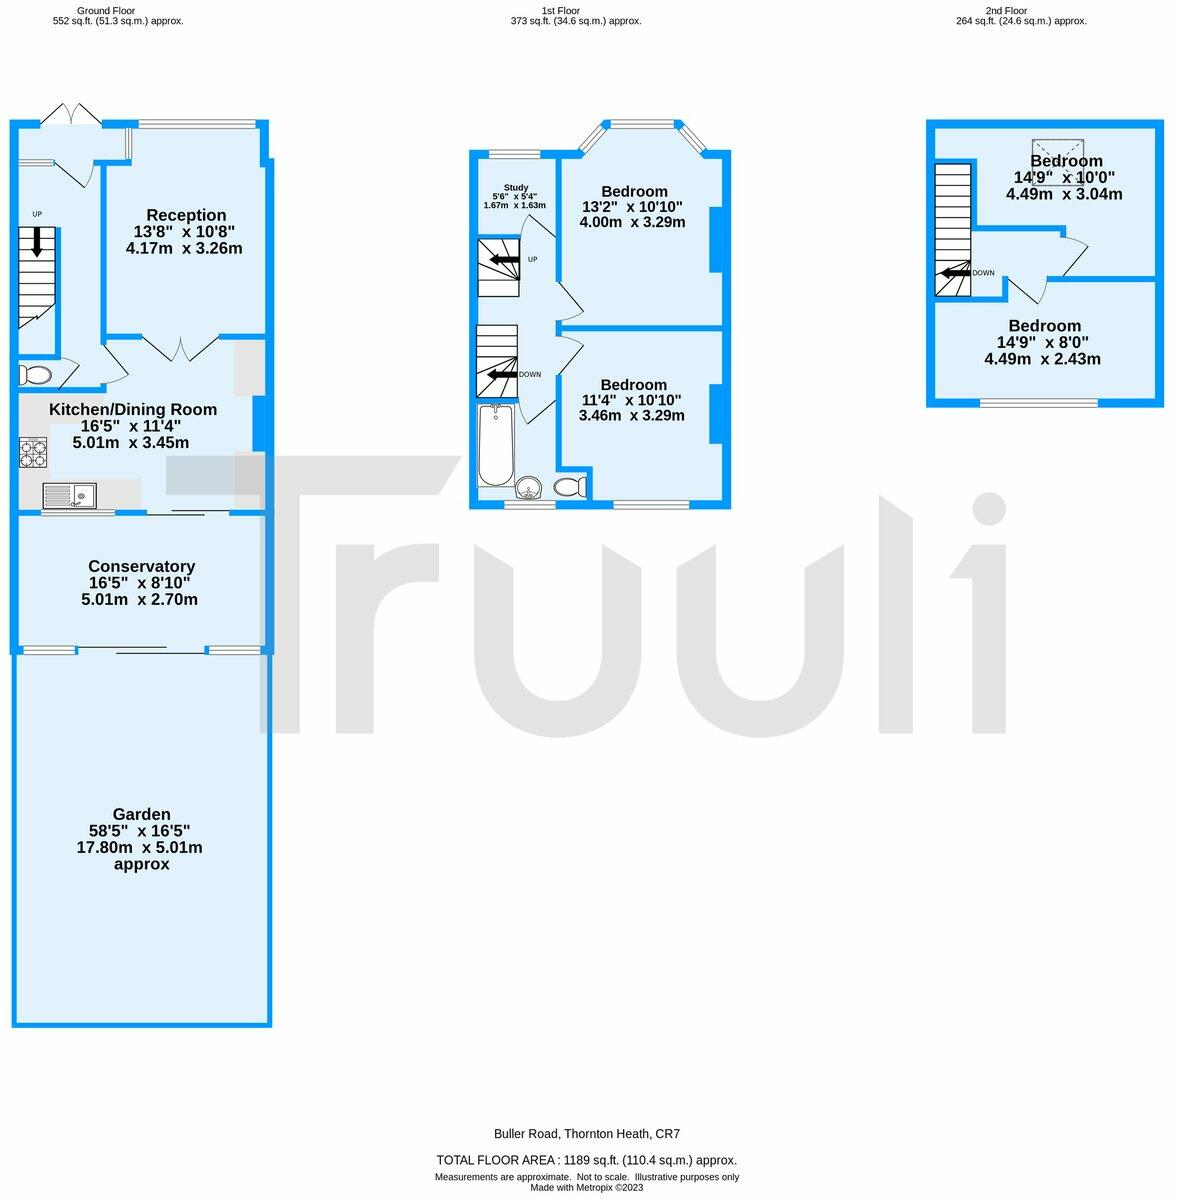 Ground Floor
552 sq.ft. (51.3 sq.m.) approx.
1st Floor
373 sq.ft. (34.6 sq.m.) approx.
2nd Floor
264 sq.ft. (24.6 sq.m.) approx.
UP
Reception
13'8" x 10'8"
4.17m x 3.26m
Kitchen/Dining Room
16'5" x 11'4"
5.01m x 3.45m
Conservatory
16'5" x 8'10"
5.01m x 2.70m
Garden
58'5" x 16'5"
17.80m x 5.01m
approx
Study
5'6" x 5'4"
1.67m x 1.63m
Bedroom
13'2" x 10'10"
4.00m x 3.29m
UP
DOWN
Bedroom
11'4" x 10'10"
3.46m x 3.29m
Bedroom
14'9" x 10'0"
4.49m x 3.04m
DOWN
Bedroom
14'9" x 8'0"
4.49m x 2.43m
Truuli
Buller Road, Thornton Heath, CR7
TOTAL FLOOR AREA : 1189 sq.ft. (110.4 sq.m.) approx.
Measurements are approximate. Not to scale. Illustrative purposes only
Made with Metropix ©2023